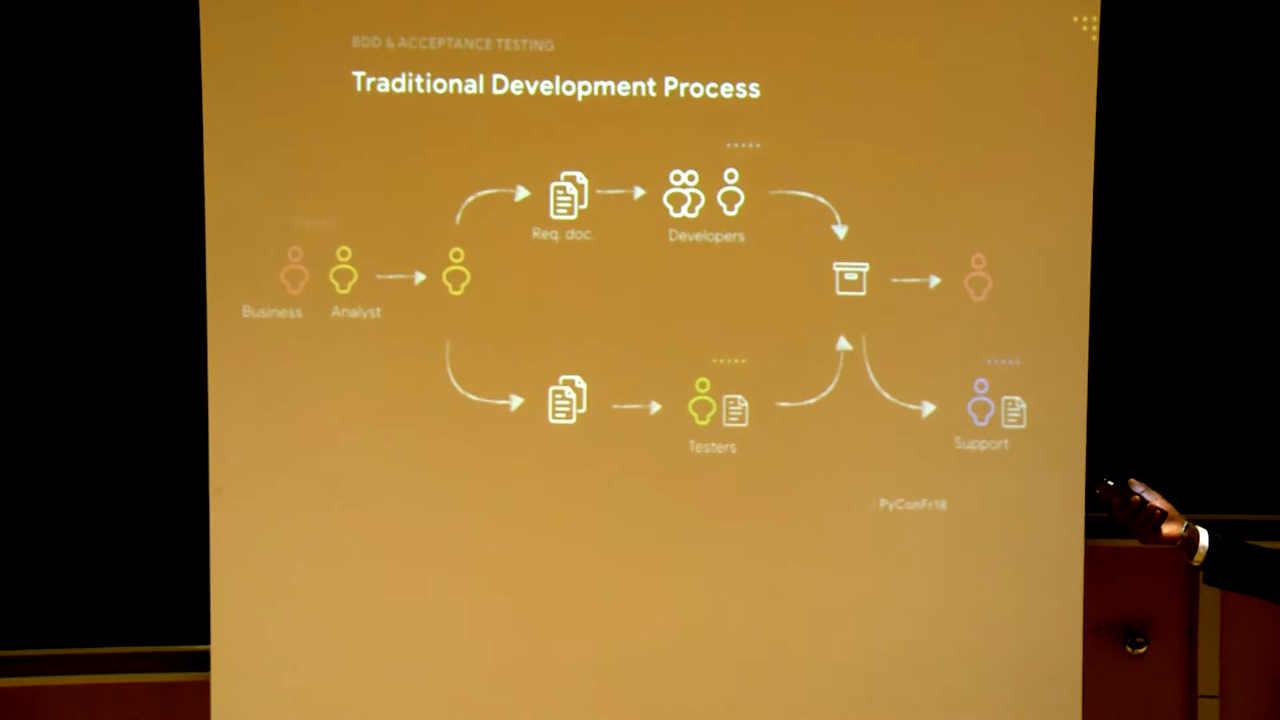 BDD & ACCEPTANCE TESTING
Traditional Development Process
Req. doc.
Developers
Business
Analyst
Testers
Support
PyConFr18